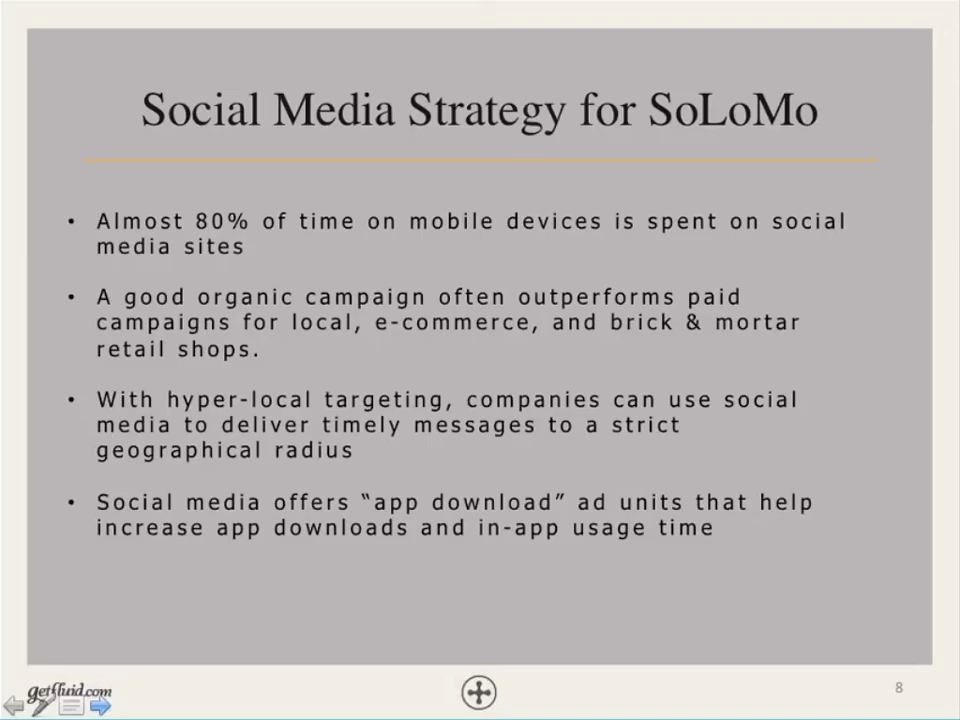 Social Media Strategy for SoLoMo
• Almost 80% of time on mobile devices is spent on social
media sites
• A good organic campaign often outperforms paid
campaigns for local, e-commerce, and brick & mortar
retail shops.
• With hyper-local targeting, companies can use social
media to deliver timely messages to a strict
geographical radius
• Social media offers “app download” ad units that help
increase app downloads and in-app usage time
getfluid.com
8